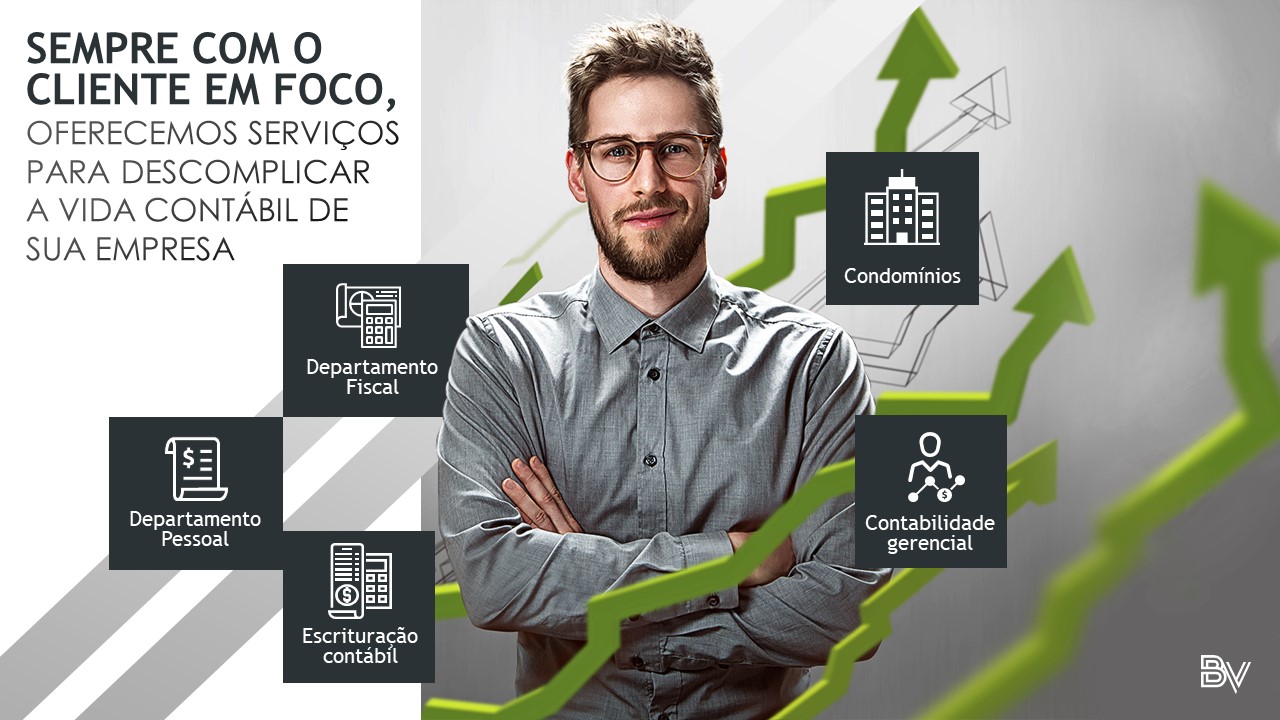 SEMPRE COM O
CLIENTE EM FOCO,
OFERECEMOS SERVIÇOS
PARA DESCOMPLICAR
A VIDA CONTÁBIL DE
SUA EMPRESA
Condomínios
Departamento
Fiscal
Departamento
Pessoal
Contabilidade
gerencial
Escrituração
contábil
BV